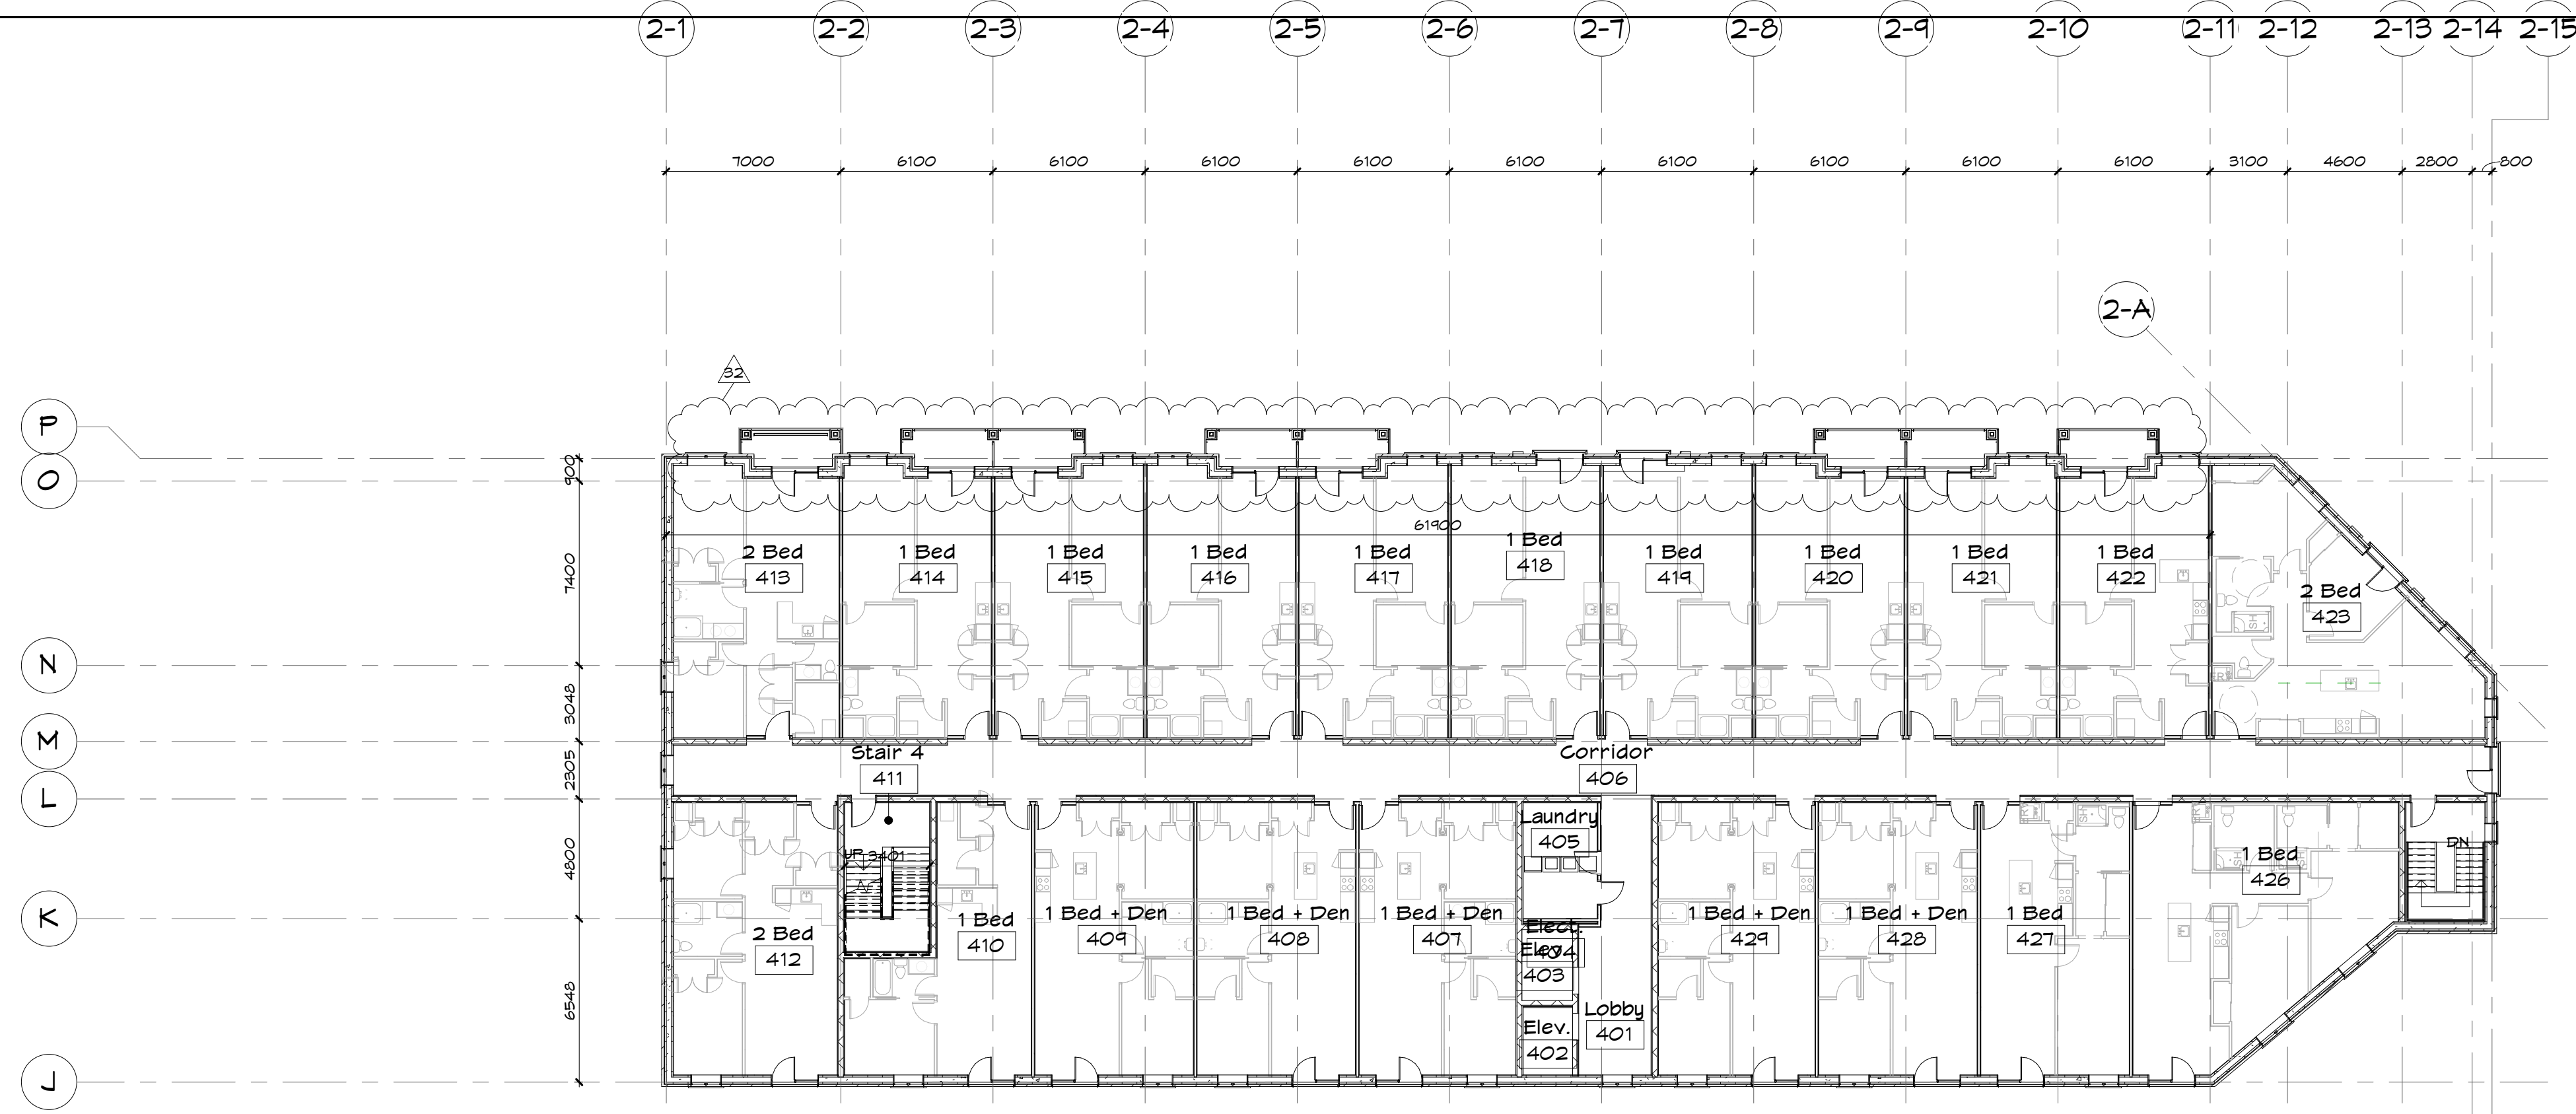 2-1 2-2 2-3 2-4 2-5 2-6 2-7 2-8 2-9 2-10 2-11 2-12 2-13 2-14 2-15
7000 6100 6100 6100 6100 6100 6100 6100 6100 6100 3100 4600 2800 800
2-A
32
P
O
N
M
L
K
J
900
7400
3048
2305
4800
6548
61900
2 Bed
413
1 Bed
414
1 Bed
415
1 Bed
416
1 Bed
417
1 Bed
418
1 Bed
419
1 Bed
420
1 Bed
421
1 Bed
422
2 Bed
423
SH
Stair 4
411
Corridor
406
UP
3401
2 Bed
412
1 Bed
410
1 Bed + Den
409
1 Bed + Den
408
1 Bed + Den
407
Laundry
405
Elect
404
Elev.
403
Elev.
402
Lobby
401
1 Bed + Den
429
1 Bed + Den
428
1 Bed
427
SH
1 Bed
426
SH
SH
DN